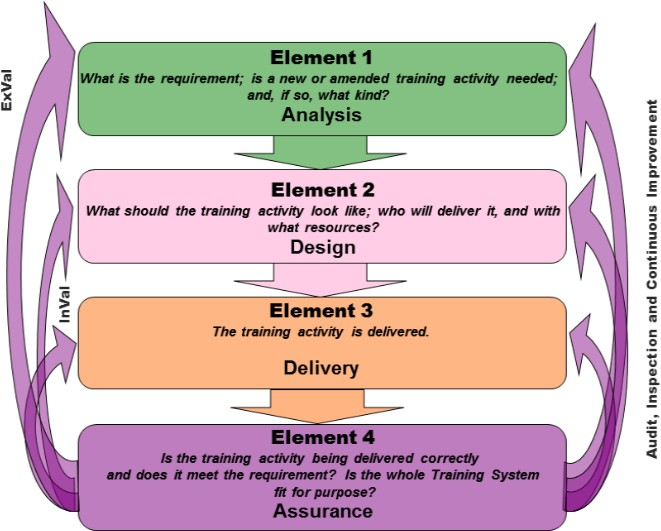 Element 1
What is the requirement; is a new or amended training activity needed;
and, if so, what kind?
Analysis
Element 2
What should the training activity look like; who will deliver it, and with
what resources?
Design
Element 3
The training activity is delivered.
Delivery
Element 4
Is the training activity being delivered correctly
and does it meet the requirement? Is the whole Training System
fit for purpose?
Assurance
ExVal
InVal
Audit, Inspection and Continuous Improvement